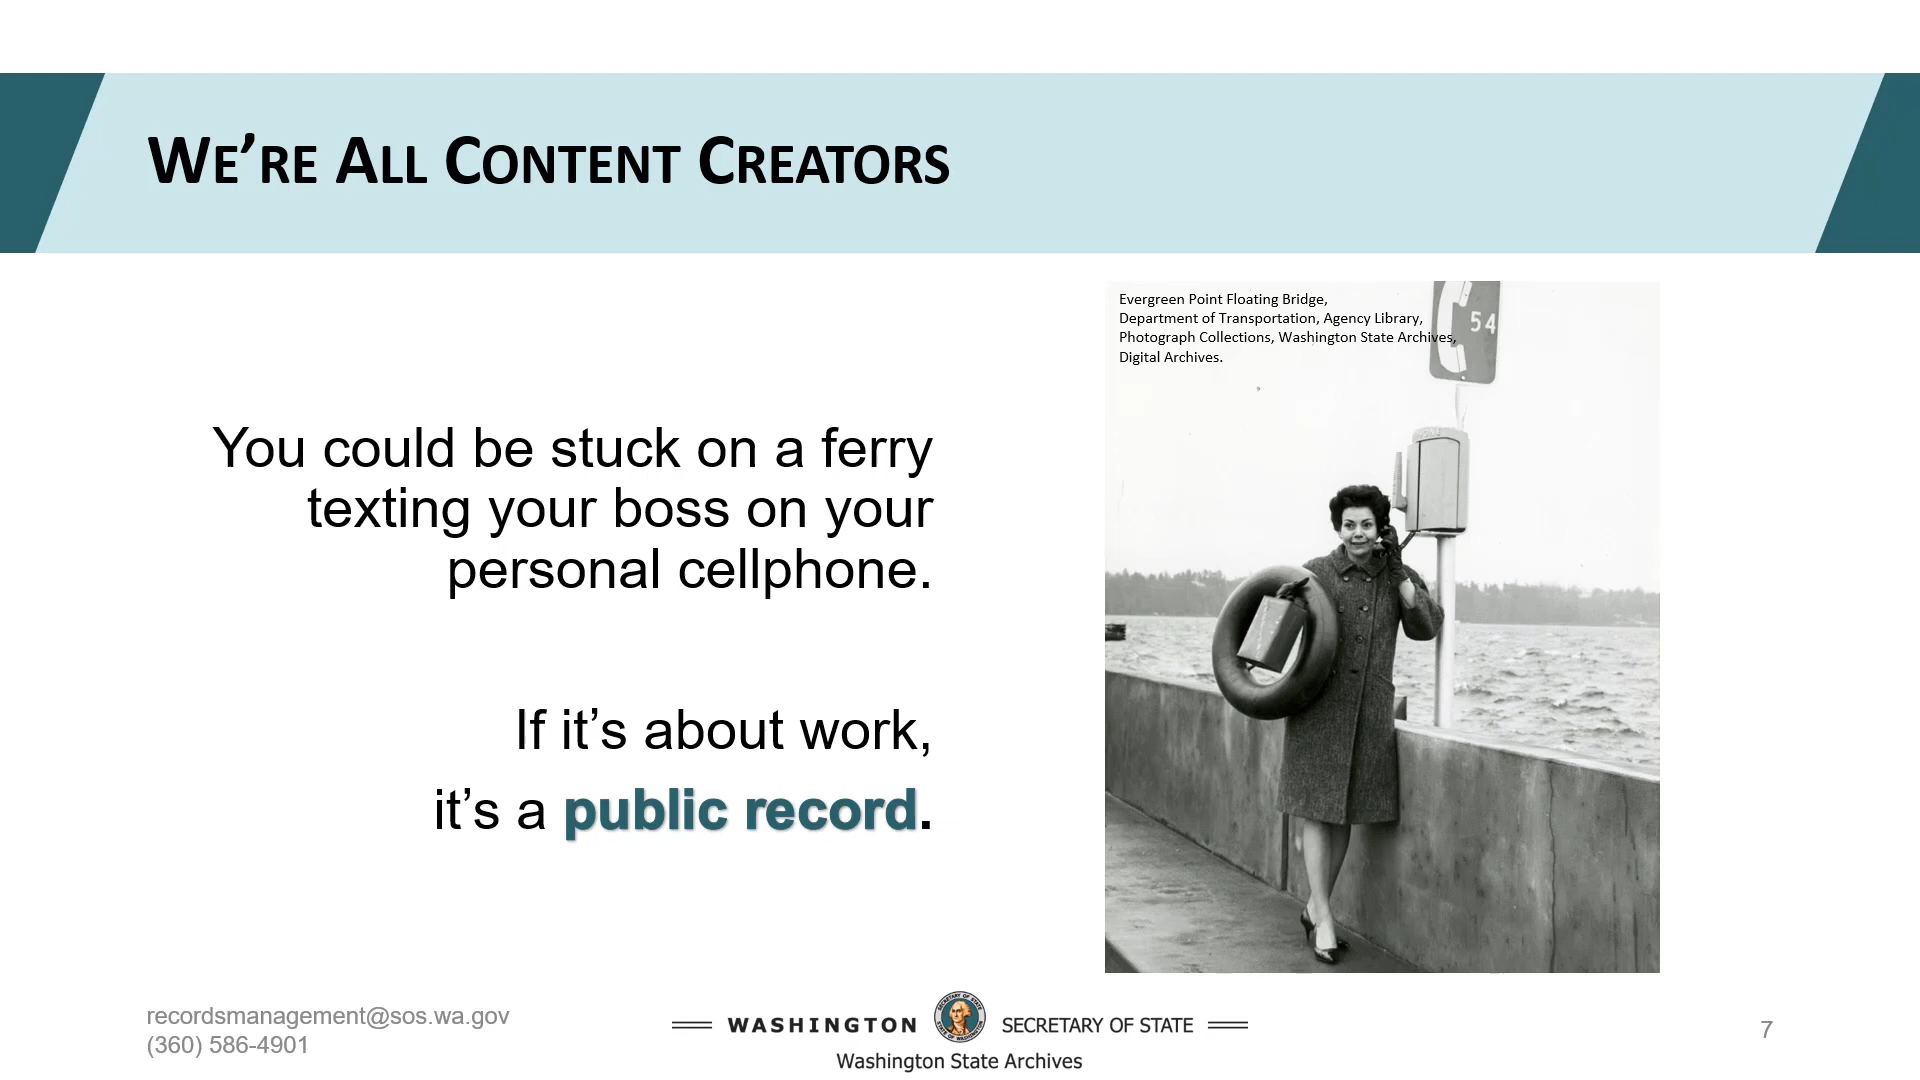 WE’RE ALL CONTENT CREATORS
You could be stuck on a ferry
texting your boss on your
personal cellphone.
If it’s about work,
it’s a public record.
Evergreen Point Floating Bridge,
Department of Transportation, Agency Library,
Photograph Collections, Washington State Archives,
Digital Archives.
54
recordsmanagement@sos.wa.gov
(360) 586-4901
WASHINGTON SECRETARY OF STATE
Washington State Archives
7